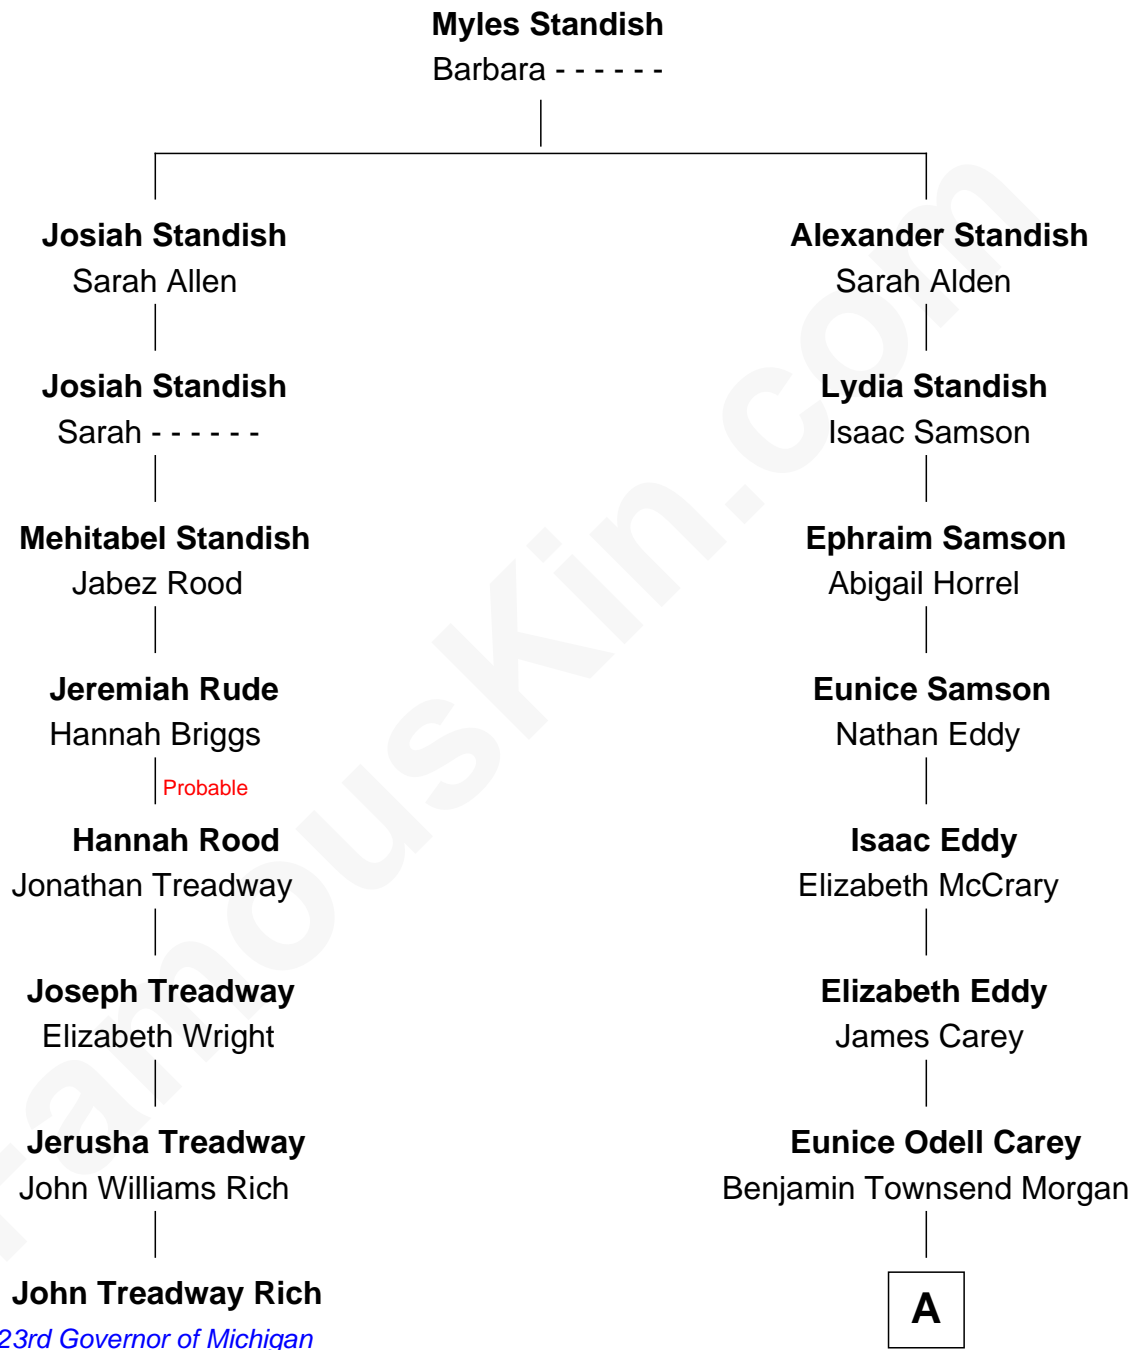 Myles Standish
Barbara - - - - - -
Josiah Standish
Sarah Allen
Alexander Standish
Sarah Alden
Josiah Standish
Sarah - - - - - -
Lydia Standish
Isaac Samson
Mehitabel Standish
Jabez Rood
Ephraim Samson
Abigail Horrel
Jeremiah Rude
Hannah Briggs
Eunice Samson
Nathan Eddy
Probable
Hannah Rood
Jonathan Treadway
Isaac Eddy
Elizabeth McCrary
Joseph Treadway
Elizabeth Wright
Elizabeth Eddy
James Carey
Jerusha Treadway
John Williams Rich
Eunice Odell Carey
Benjamin Townsend Morgan
John Treadway Rich
23rd Governor of Michigan
A
FamousKin.com